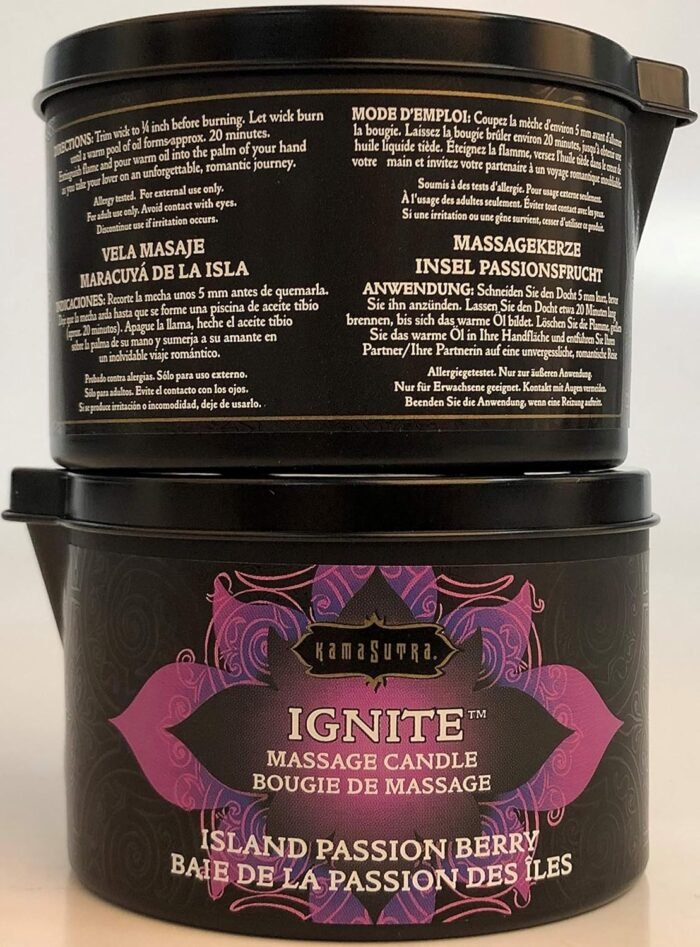 DIRECTIONS: Trim wick to ¼ inch before burning. Let wick burn
until a warm pool of oil forms-approx. 20 minutes.
Extinguish flame and pour warm oil into the palm of your hand
as you take your lover on an unforgettable, romantic journey.
Allergy tested. For external use only.
For adult use only. Avoid contact with eyes.
Discontinue use if irritation occurs.
VELA MASAJE
MARACUYÁ DE LA ISLA
INDICACIONES: Recorte la mecha unos 5 mm antes de quemarla.
Deje que la mecha arda hasta que se forme una piscina de aceite tibio
(aprox. 20 minutos). Apague la llama, heche el aceite tibio
sobre la palma de su mano y sumerja a su amante en
un inolvidable viaje romántico.
Probado contra alergias. Sólo para uso externo.
Sólo para adultos. Evite el contacto con los ojos.
Si se produce irritación o incomodidad, deje de usarlo.
MODE D'EMPLOI: Coupez la mèche d'environ 5 mm avant d'allumer
la bougie. Laissez la bougie brûler environ 20 minutes, jusqu'à obtenir une
huile liquide tiède. Éteignez la flamme, versez l'huile tiède dans le creux de
votre main et invitez votre partenaire à un voyage romantique inoubliable.
Soumis à des tests d'allergie. Pour usage externe seulement.
À l'usage des adultes seulement. Éviter tout contact avec les yeux.
Si une irritation ou une gêne survient, cesser d'utiliser ce produit.
MASSAGEKERZE
INSEL PASSIONSFRUCHT
ANWENDUNG: Schneiden Sie den Docht 5 mm kurz, bevor
Sie ihn anzünden. Lassen Sie den Docht etwa 20 Minuten lang
brennen, bis sich das warme Öl bildet. Löschen Sie die Flamme, gießen
Sie das warme Öl in Ihre Handfläche und entführen Sie Ihren
Partner/Ihre Partnerin auf eine unvergessliche, romantische Reise
Allergiegetestet. Nur zur äußeren Anwendung.
Nur für Erwachsene geeignet. Kontakt mit Augen vermeiden.
Beenden Sie die Anwendung, wenn eine Reizung auftritt.
KAMA SUTRA.
IGNITE™
MASSAGE CANDLE
BOUGIE DE MASSAGE
ISLAND PASSION BERRY
BAIE DE LA PASSION DES ÎLES